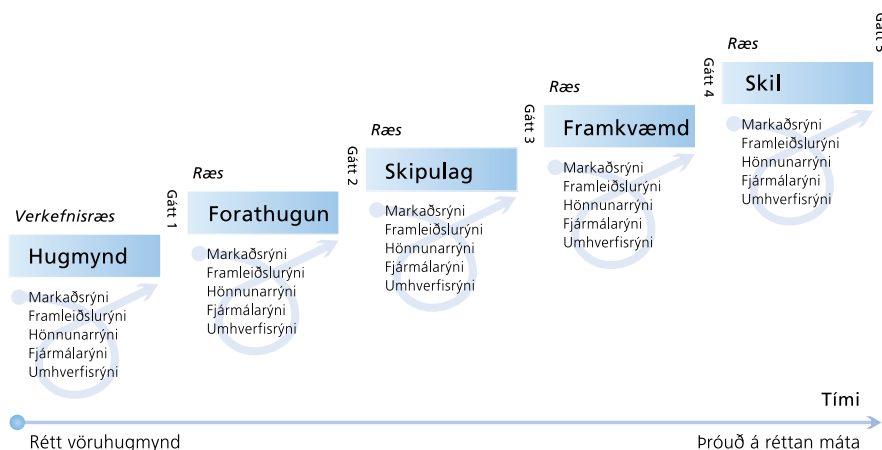 Verkefnisræs
Hugmynd
Markaðsrýni
Framleiðslurýni
Hönnunarrýni
Fjármálarýni
Umhverfisrýni
Gátt 1
Ræs
Forathugun
Markaðsrýni
Framleiðslurýni
Hönnunarrýni
Fjármálarýni
Umhverfisrýni
Gátt 2
Ræs
Skipulag
Markaðsrýni
Framleiðslurýni
Hönnunarrýni
Fjármálarýni
Umhverfisrýni
Gátt 3
Ræs
Framkvæmd
Markaðsrýni
Framleiðslurýni
Hönnunarrýni
Fjármálarýni
Umhverfisrýni
Gátt 4
Ræs
Skil
Markaðsrýni
Framleiðslurýni
Hönnunarrýni
Fjármálarýni
Umhverfisrýni
Gátt 5
Tími
Rétt vöruhugmynd
Þróuð á réttan máta